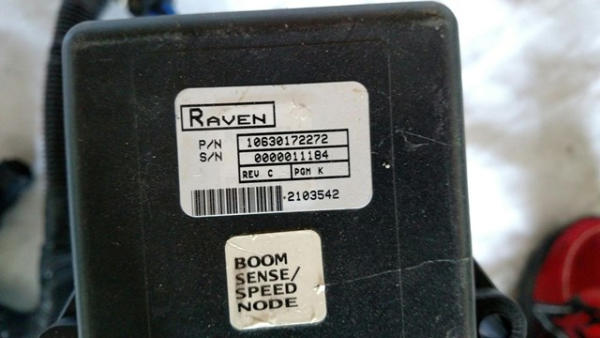 RAVEN
P/N 10630172272
S/N 0000011184
REV C PGM K
-2103542
BOOM
SENSE/
SPEED
NODE